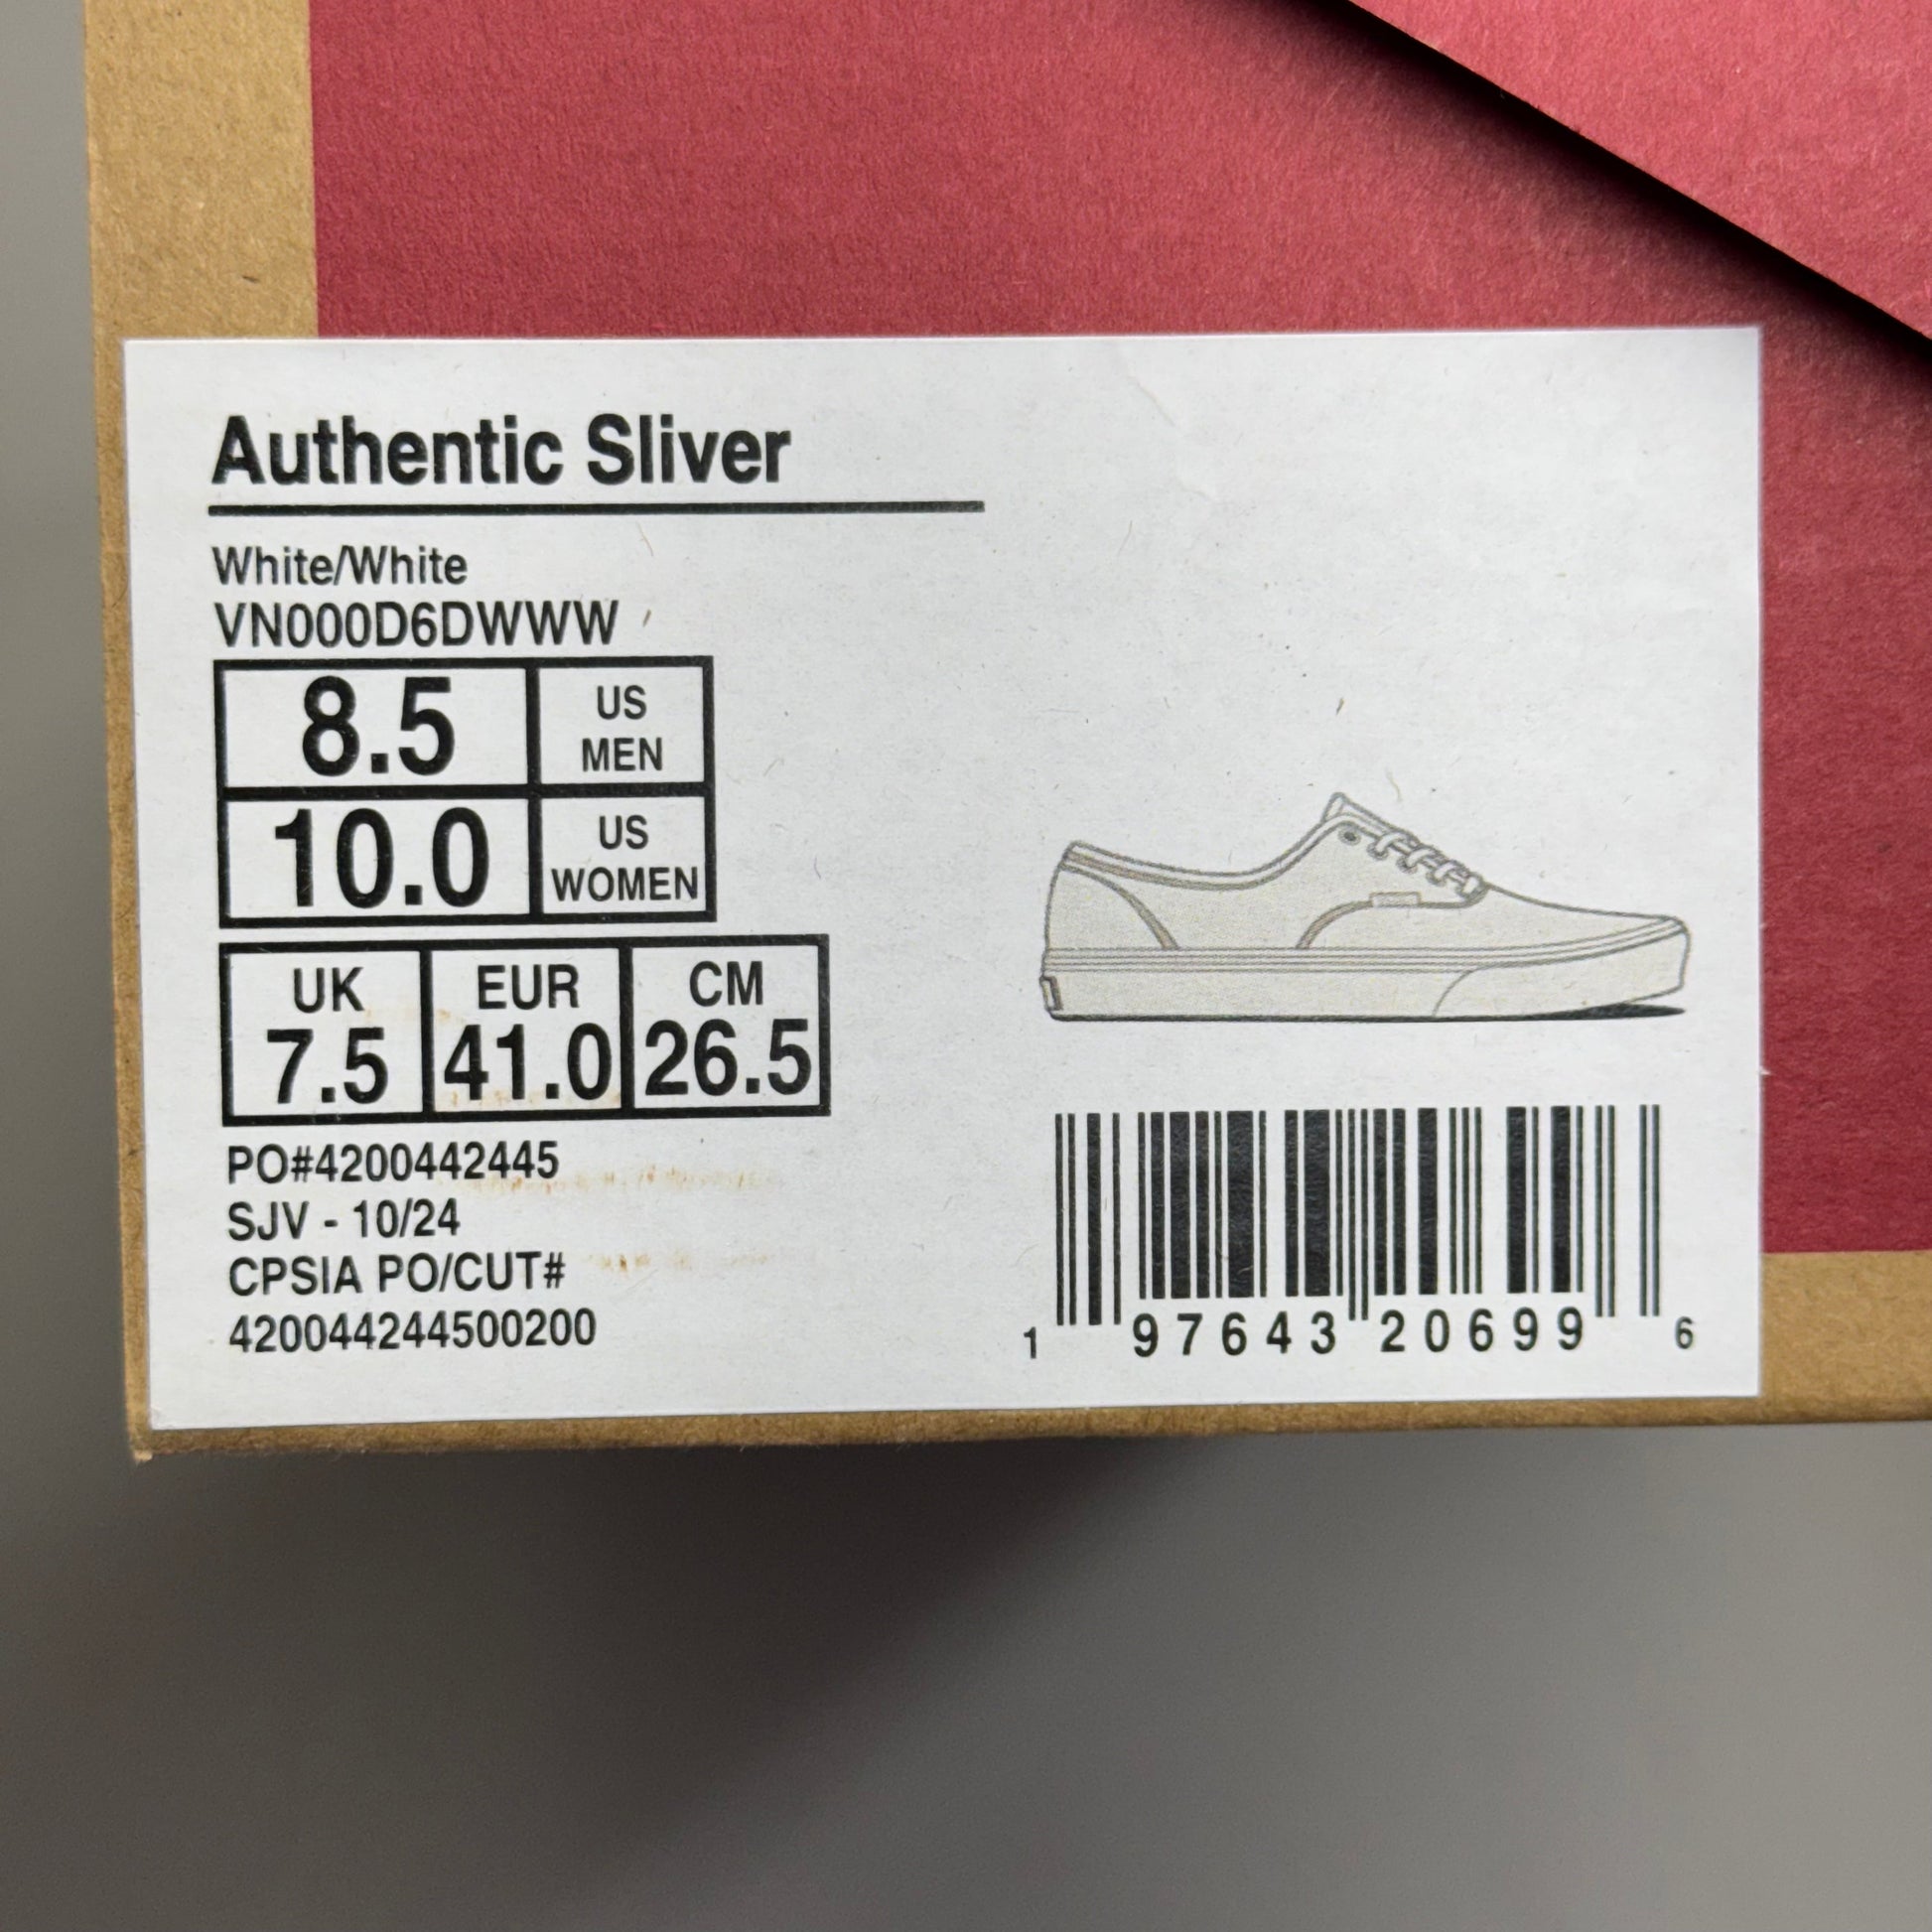 Authentic Sliver
White/White
VN000D6DWWW
8.5 US MEN
10.0 US WOMEN
UK EUR CM
7.5 41.0 26.5
PO#4200442445
SJV - 10/24
CPSIA PO/CUT#
420044244500200
1 97643 20699 6